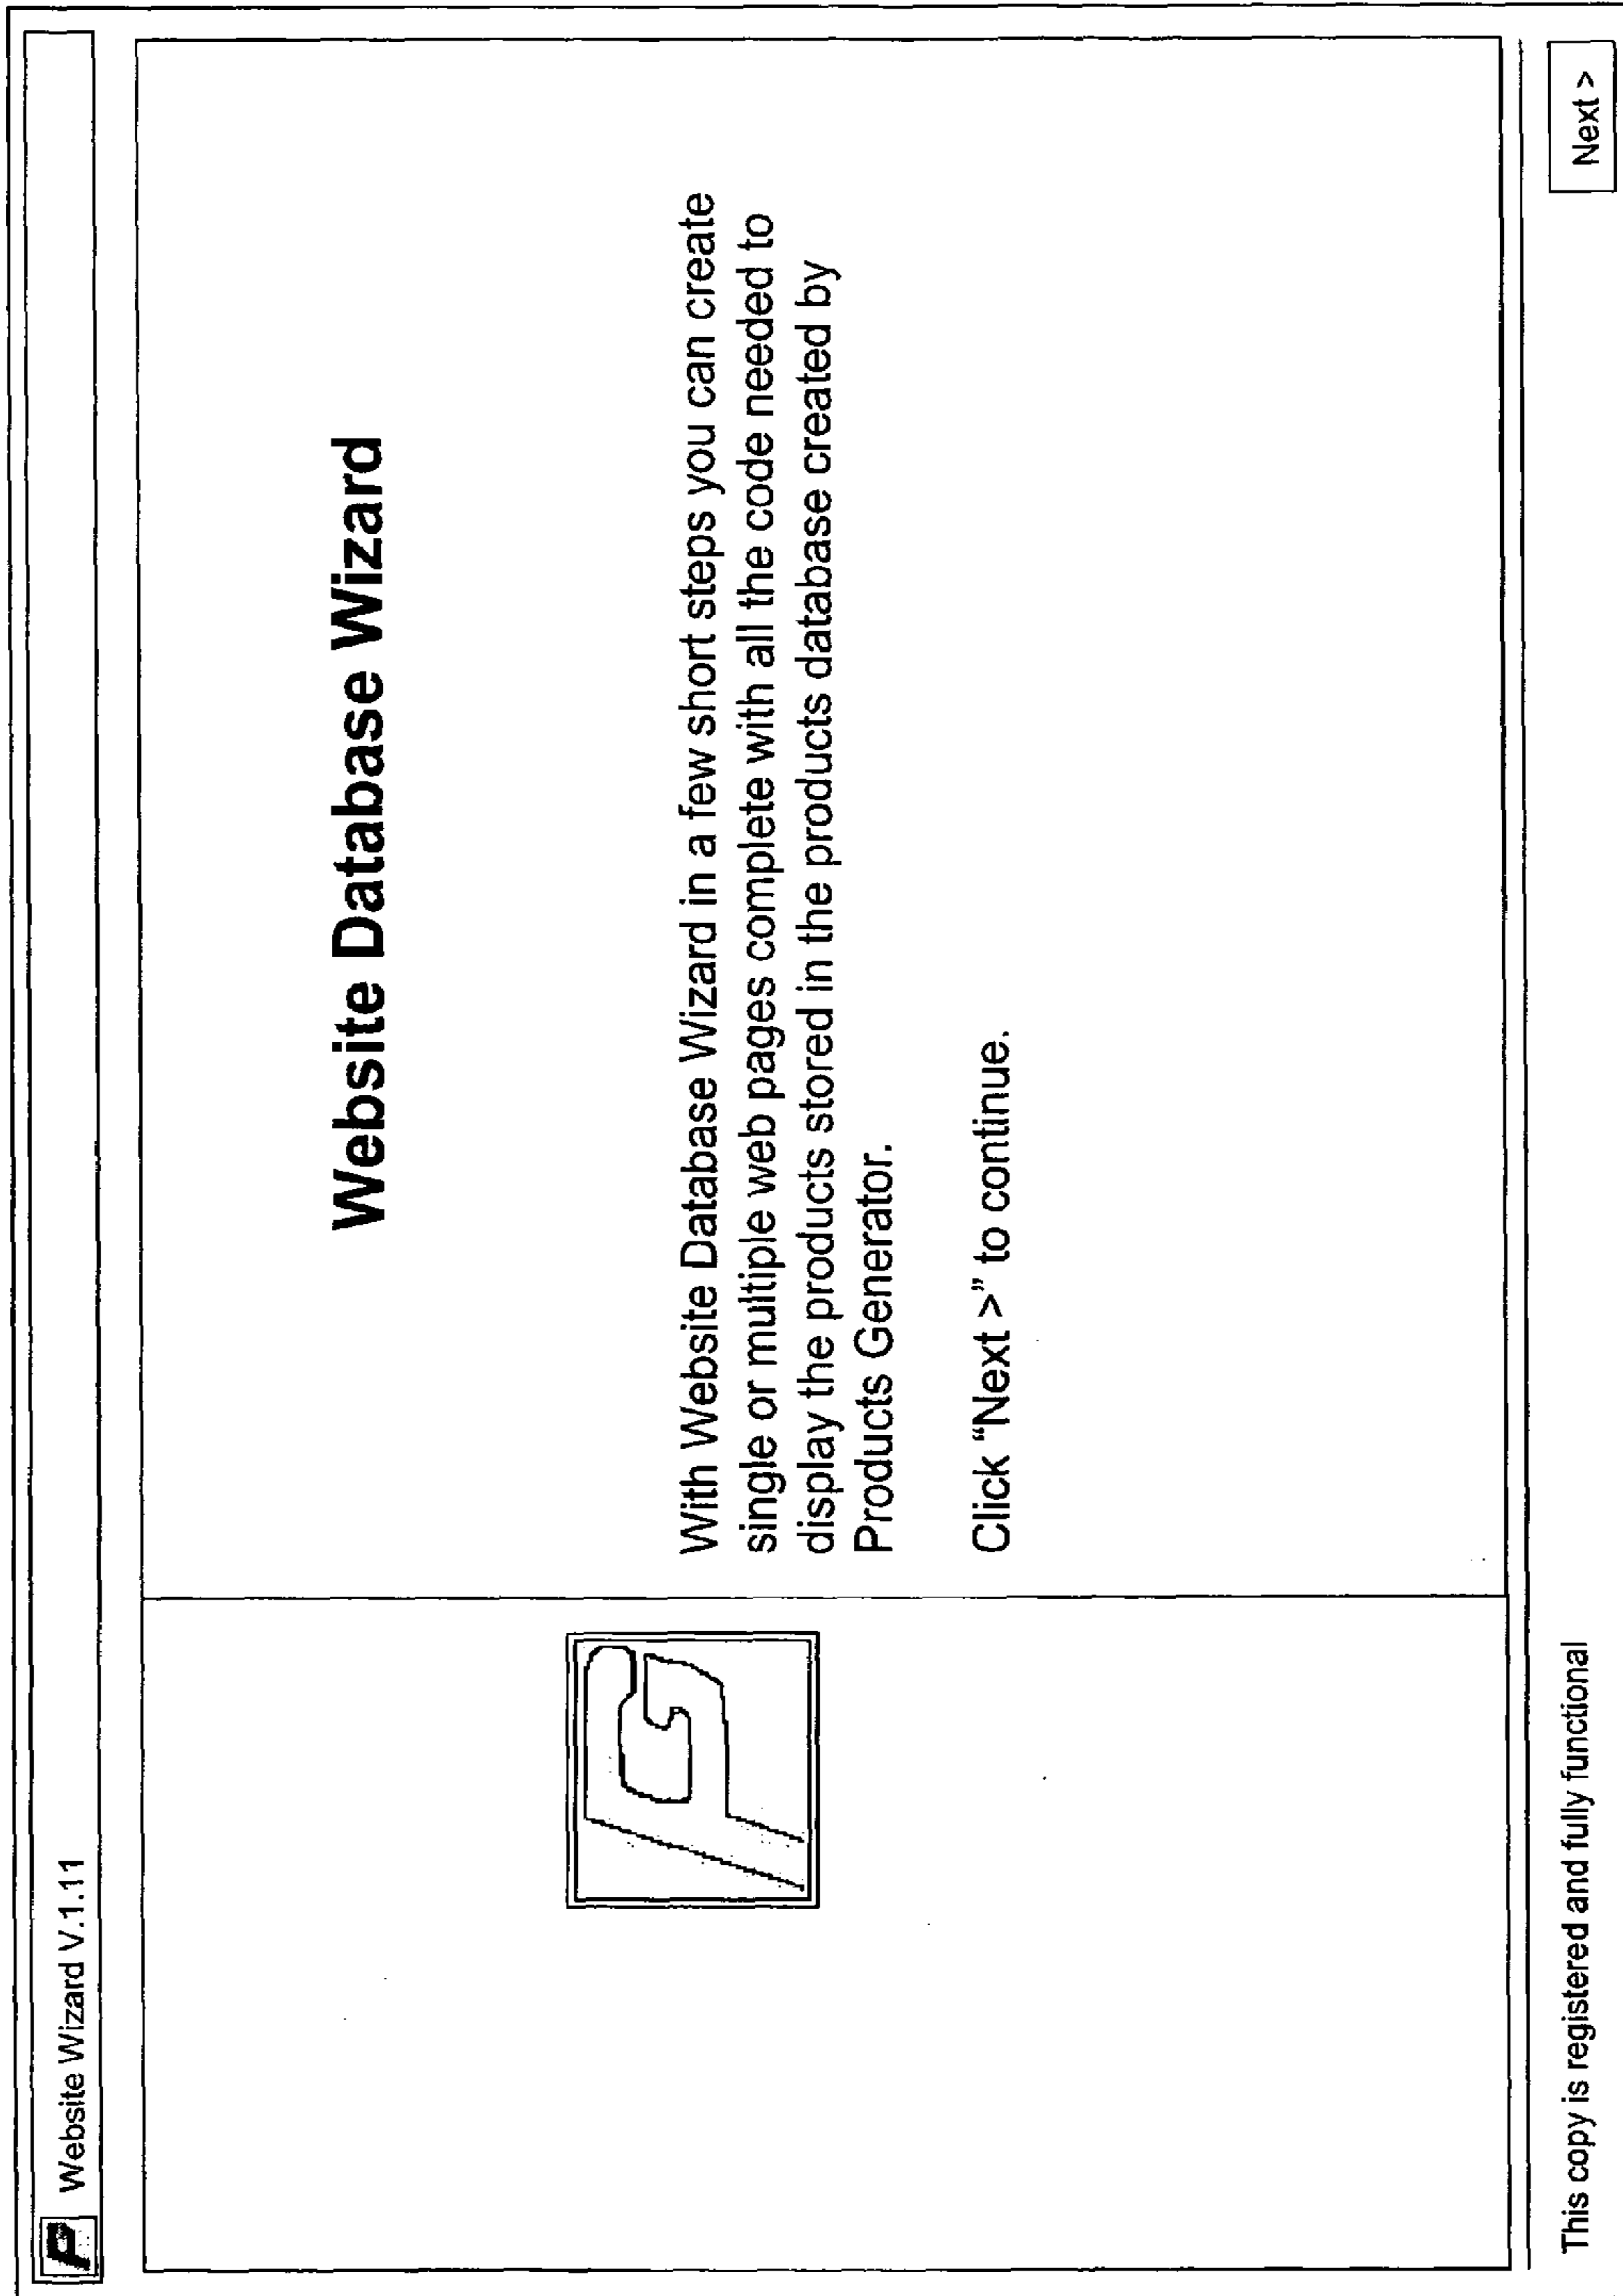 Website Wizard V.1.11
Website Database Wizard
With Website Database Wizard in a few short steps you can create
single or multiple web pages complete with all the code needed to
display the products stored in the products database created by
Products Generator.
Click “Next >” to continue.
This copy is registered and fully functional
Next >